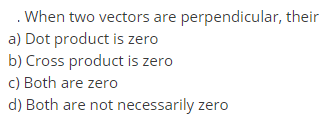 . When two vectors are perpendicular, their
a) Dot product is zero
b) Cross product is zero
c) Both are zero
d) Both are not necessarily zero